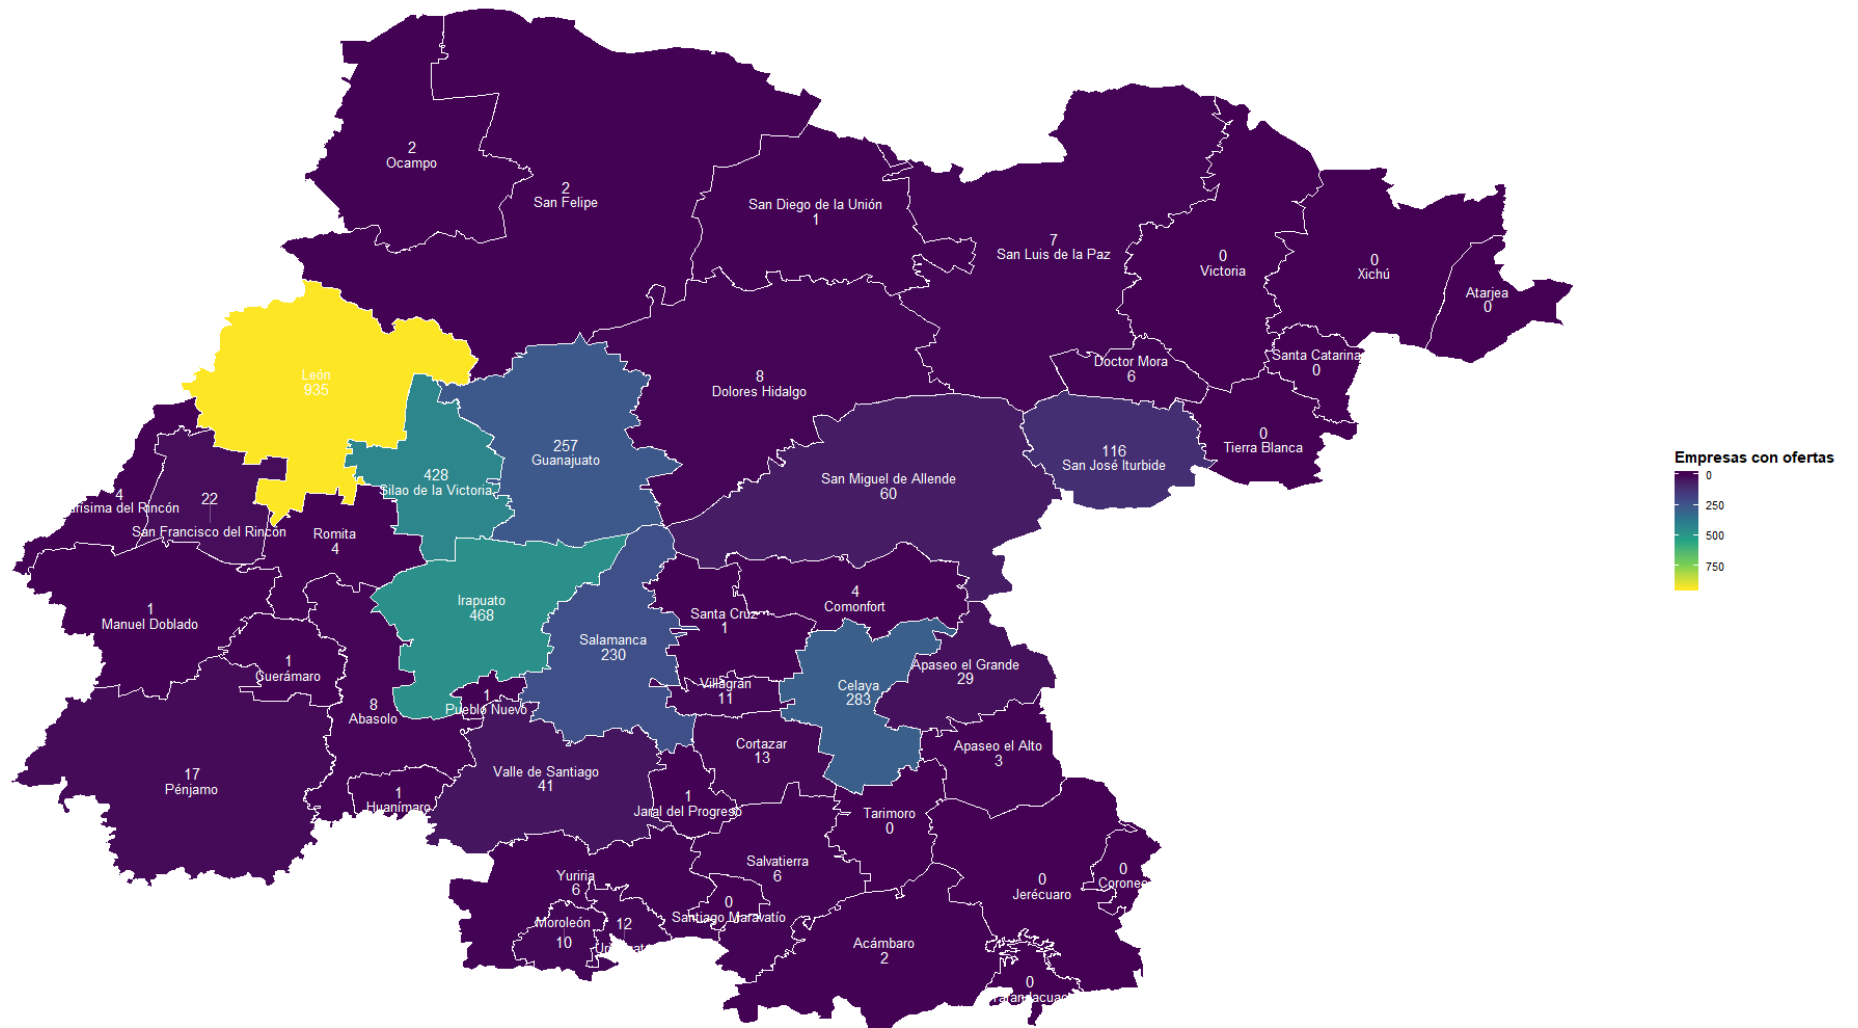 2
Ocampo
2
San Felipe
San Diego de la Unión
1
7
San Luis de la Paz
0
Victoria
0
Xichú
Atarjea
0
Santa Catarina
0
Doctor Mora
6
León
935
8
Dolores Hidalgo
257
Guanajuato
428
Silao de la Victoria
San Miguel de Allende
60
116
San José Iturbide
0
Tierra Blanca
Empresas con ofertas
0
250
500
750
4
del Rincón
22
San Francisco del Rincón
Romita
4
1
Manuel Doblado
Irapuato
468
Salamanca
230
Santa Cruz
1
4
Comonfort
1
Cuerámaro
8
Abasolo
1
Pueblo Nuevo
Villagrán
11
Celaya
283
Apaseo el Grande
29
17
Pénjamo
1
Huanímaro
Valle de Santiago
41
Cortazar
13
Apaseo el Alto
3
1
Jaral del Progreso
Tarimoro
0
Yuriria
6
Salvatierra
6
0
Santiago Maravatío
0
Jerécuaro
0
Moroleón
10
12
Acámbaro
2
0